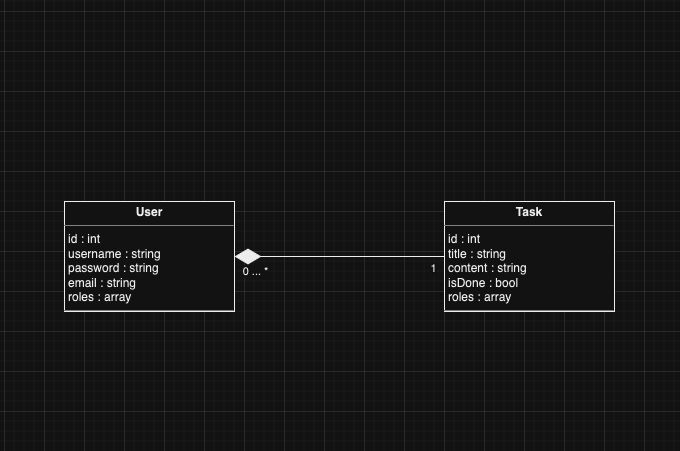 User
id : int
username : string
password : string
email : string
roles : array
0 ... *
1
Task
id : int
title : string
content : string
isDone : bool
roles : array